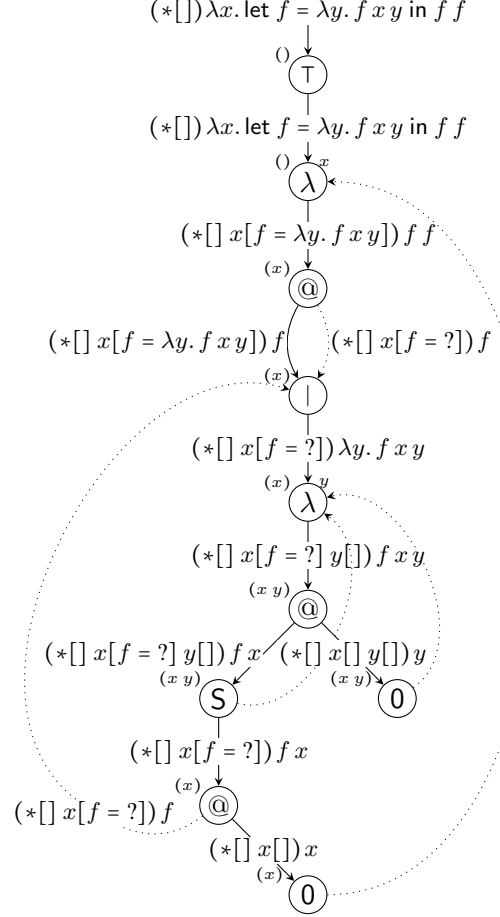 (∗[]) λx. let f = λy. f x y in f f
()
⊤
(∗[]) λx. let f = λy. f x y in f f
() x
λ
(∗[] x[f = λy. f x y]) f f
(x)
@
(∗[] x[f = λy. f x y]) f (∗[] x[f = ?]) f
(x)
|
(∗[] x[f = ?]) λy. f x y
(x) y
λ
(∗[] x[f = ?] y[]) f x y
(x y)
@
(∗[] x[f = ?] y[]) f x (∗[] x[] y[]) y
(x y) (x y)
S 0
(∗[] x[f = ?]) f x
(x)
@
(∗[] x[f = ?]) f
(∗[] x[]) x
(x)
0